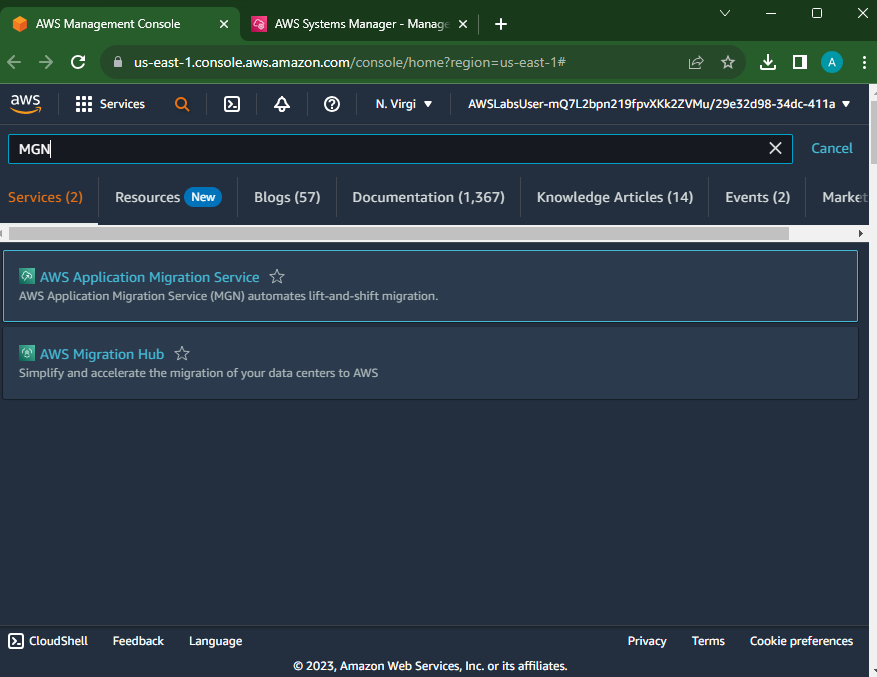 AWS Management Console
AWS Systems Manager - Manage
us-east-1.console.aws.amazon.com/console/home?region=us-east-1#
A
aws
Services
N. Virgi
AWSLabsUser-mQ7L2bpn219fpvXKk2ZVMu/29e32d98-34dc-411a
MGN
Cancel
Services (2)
Resources New
Blogs (57)
Documentation (1,367)
Knowledge Articles (14)
Events (2)
Market
AWS Application Migration Service
AWS Application Migration Service (MGN) automates lift-and-shift migration.
AWS Migration Hub
Simplify and accelerate the migration of your data centers to AWS
CloudShell
Feedback
Language
Privacy
Terms
Cookie preferences
© 2023, Amazon Web Services, Inc. or its affiliates.